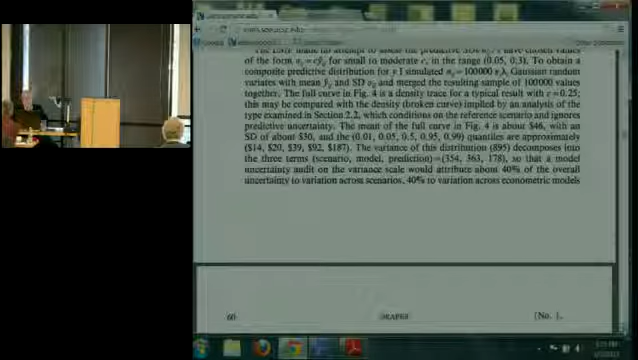 of the form σ = cŷ for small to moderate c, in the range (0.05, 0.3). To obtain a
composite predictive distribution for y I simulated = 100000 Gaussian random
variates with mean and SD and merged the resulting sample of 100000 values
together. The full curve in Fig. 4 is a density trace for a typical result with c = 0.25;
this may be compared with the density (broken curve) implied by an analysis of the
type examined in Section 2.2, which conditions on the reference scenario and ignores
predictive uncertainty. The mean of the full curve in Fig. 4 is about $46, with an
SD of about $30, and the (0.01, 0.05, 0.5, 0.95, 0.99) quantiles are approximately
($14, $20, $39, $92, $187). The variance of this distribution (895) decomposes into
the three terms (scenario, model, prediction) = (354, 363, 178), so that a model
uncertainty audit on the variance scale would attribute about 40% of the overall
uncertainty to variation across scenarios, 40% to variation across econometric models
60 DRAPER [No. 1,